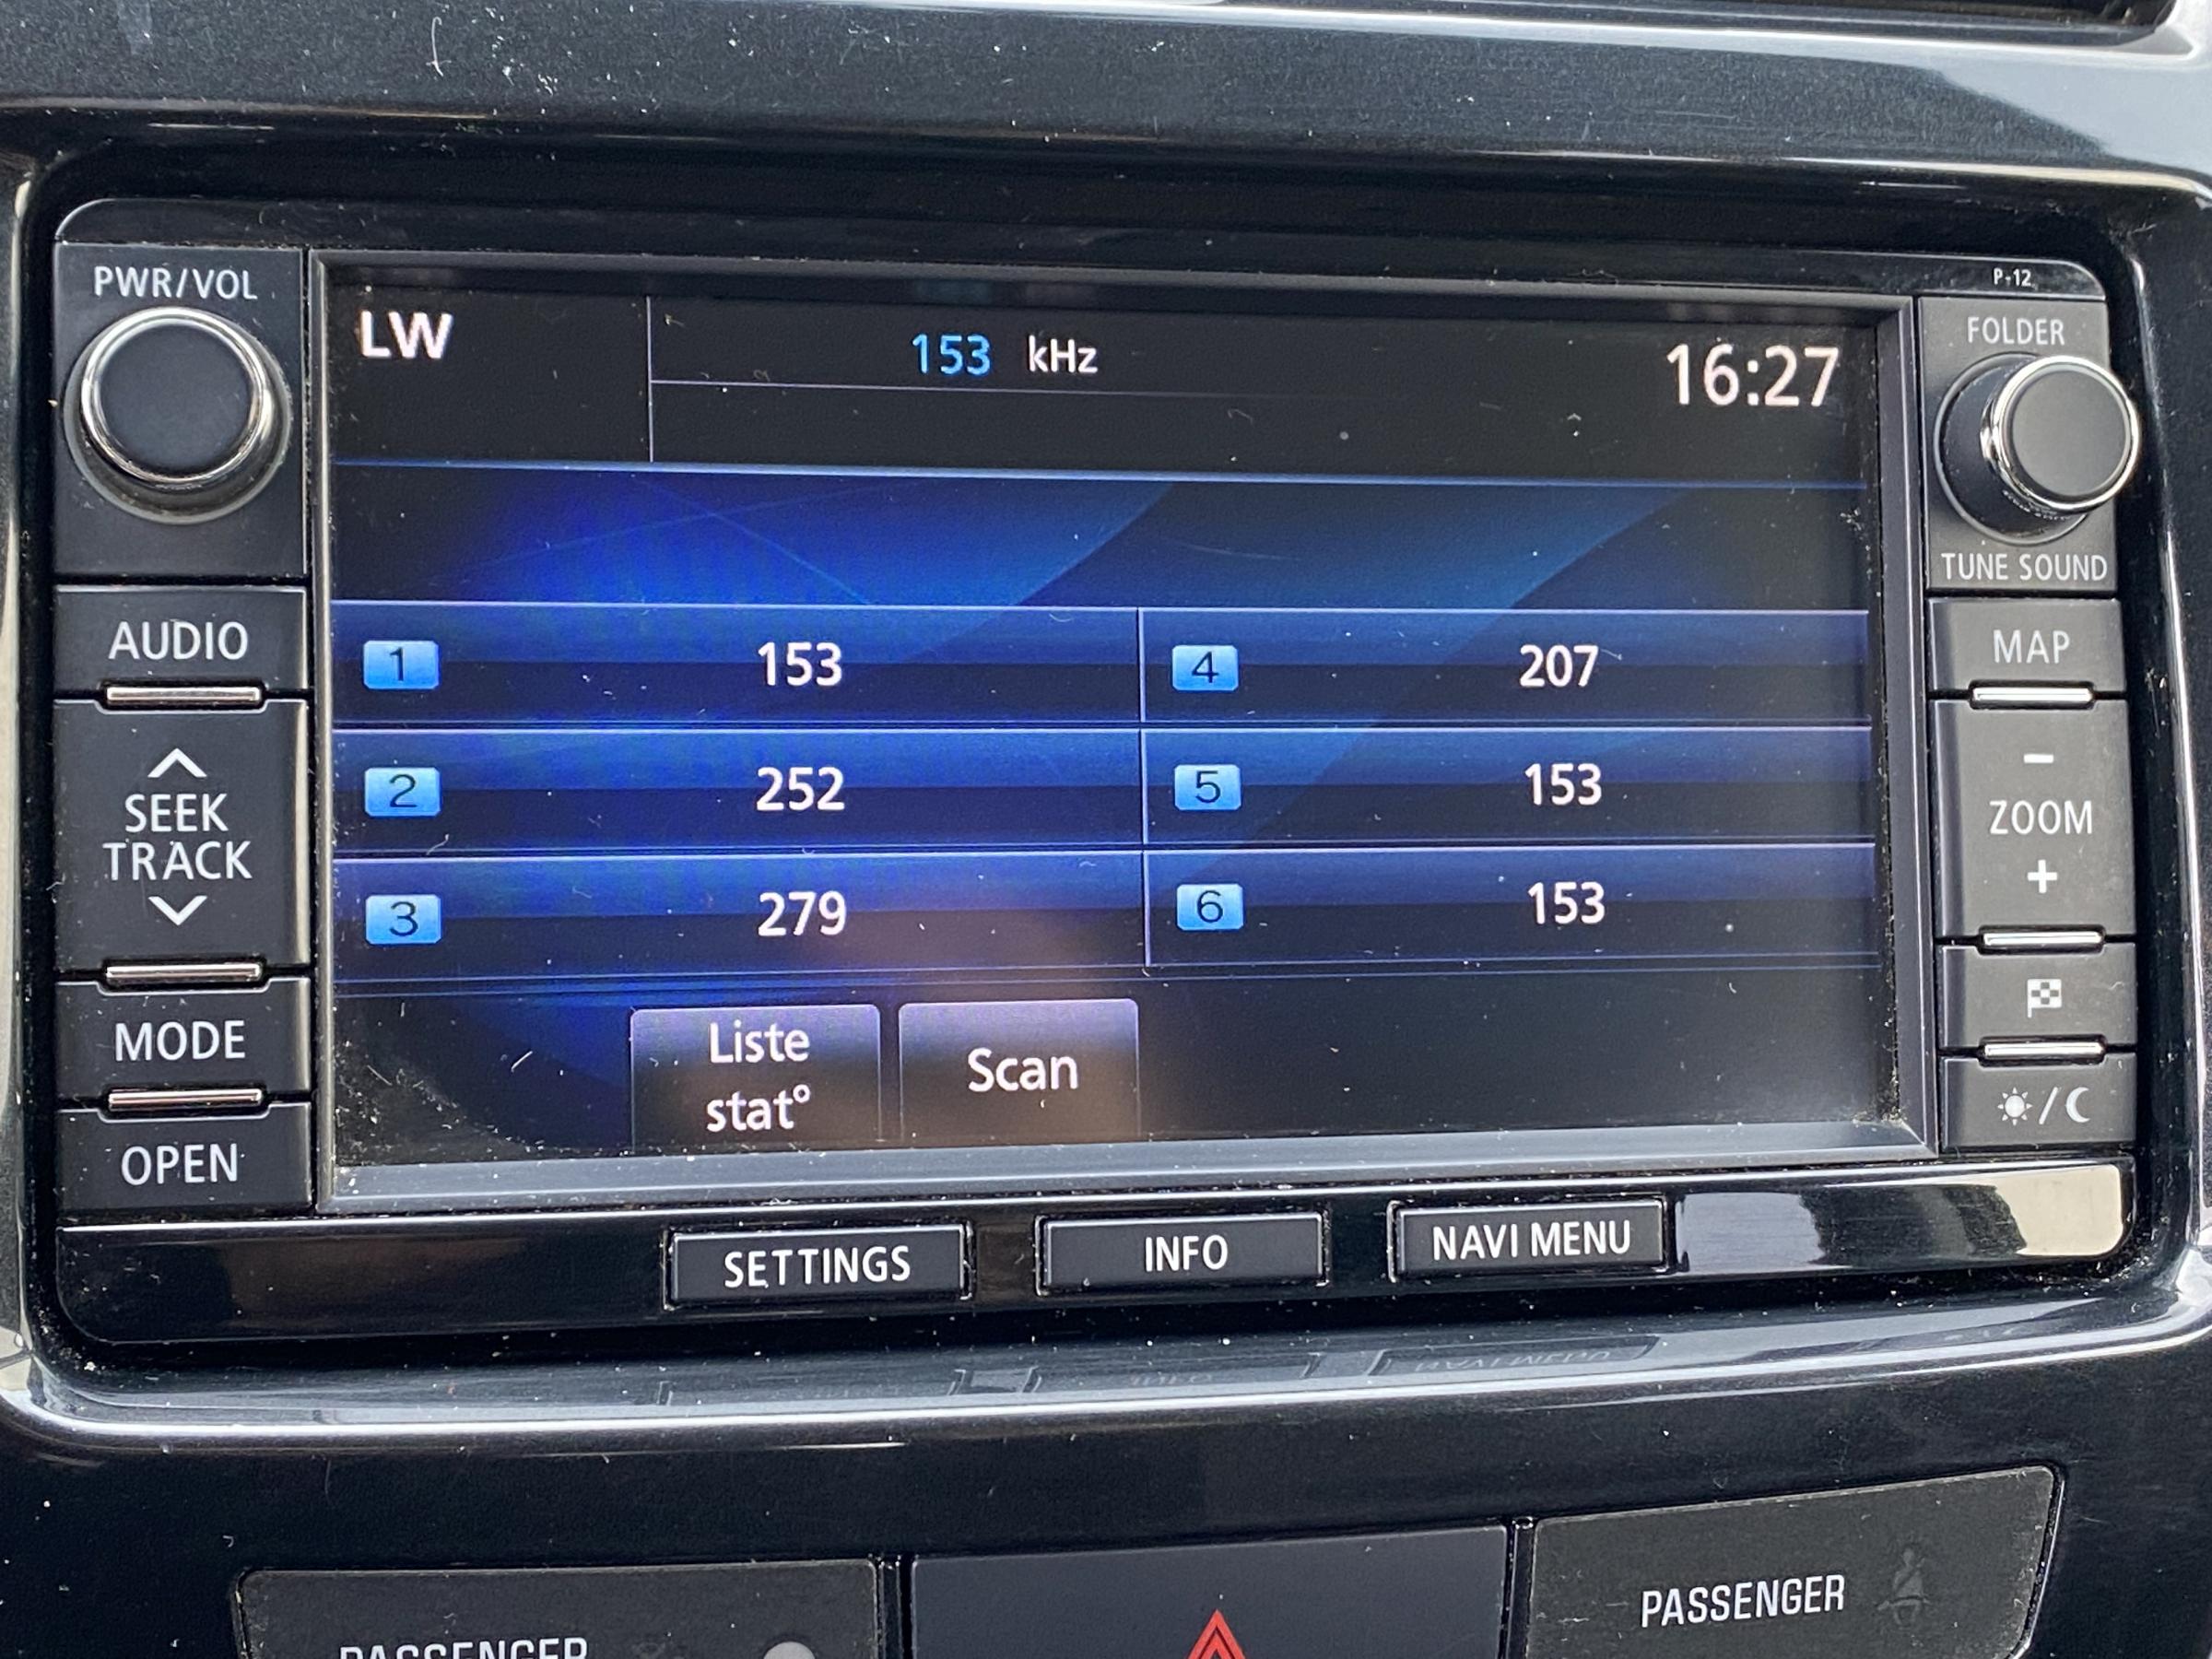 PWR/VOL
AUDIO
SEEK
TRACK
MODE
OPEN
LW
153 kHz
16:27
1 153
4 207
2 252
5 153
3 279
6 153
Liste
stat°
Scan
P-12
FOLDER
TUNE SOUND
MAP
-
ZOOM
+
SETTINGS
INFO
NAVI MENU
PASSENGER
PASSENGER